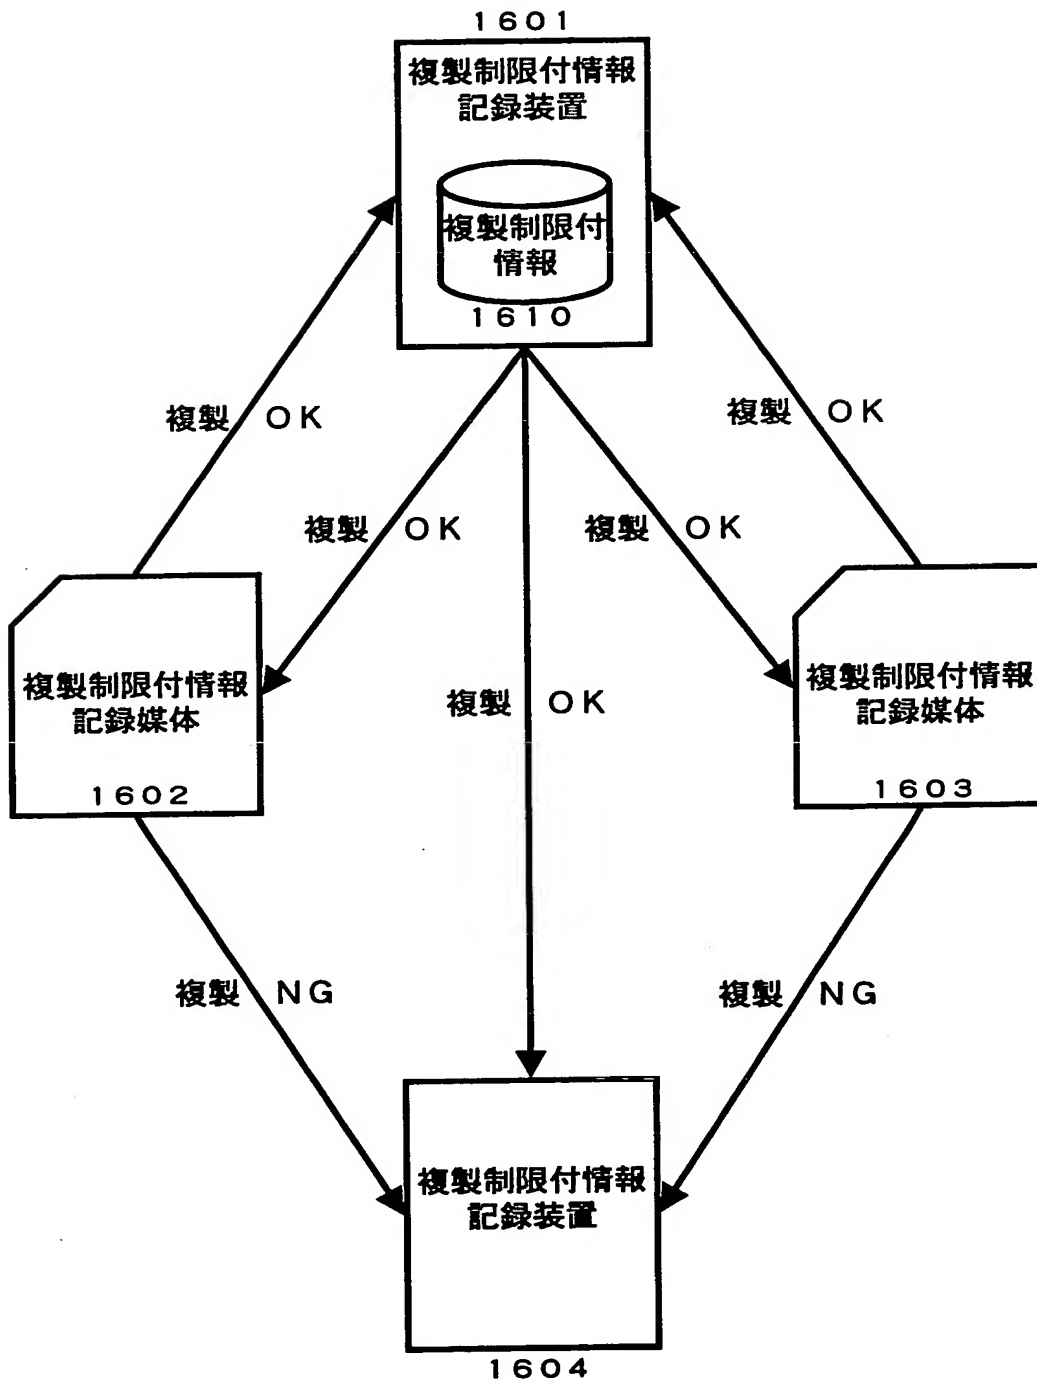 1601
複製制限付情報
記録装置
複製制限付
情報
1610
複製 OK
複製 OK
複製 OK
複製 OK
複製制限付情報
記録媒体
1602
複製 OK
複製制限付情報
記録媒体
1603
複製 NG
複製 NG
複製制限付情報
記録装置
1604